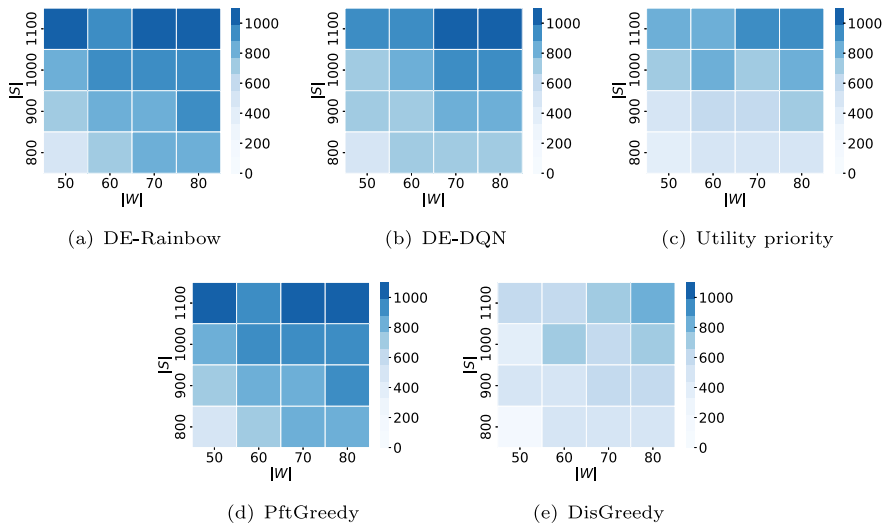 1100 1000 900 800
|S|
50 60 70 80
|W|
1000 800 600 400 200 0
(a) DE-Rainbow
1100 1000 900 800
|S|
50 60 70 80
|W|
1000 800 600 400 200 0
(b) DE-DQN
1100 1000 900 800
|S|
50 60 70 80
|W|
1000 800 600 400 200 0
(c) Utility priority
1100 1000 900 800
|S|
50 60 70 80
|W|
1000 800 600 400 200 0
(d) PftGreedy
1100 1000 900 800
|S|
50 60 70 80
|W|
1000 800 600 400 200 0
(e) DisGreedy